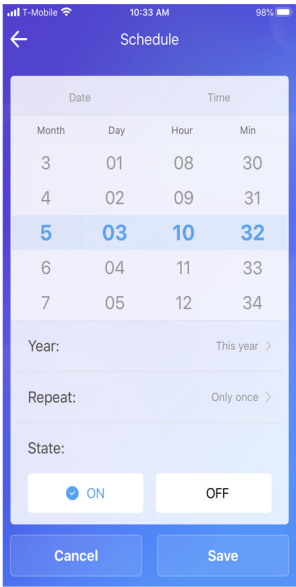 T-Mobile 10:33 AM 98%
Schedule
Date Time
Month Day Hour Min
3 01 08 30
4 02 09 31
5 03 10 32
6 04 11 33
7 05 12 34
Year: This year >
Repeat: Only once >
State:
ON OFF
Cancel Save